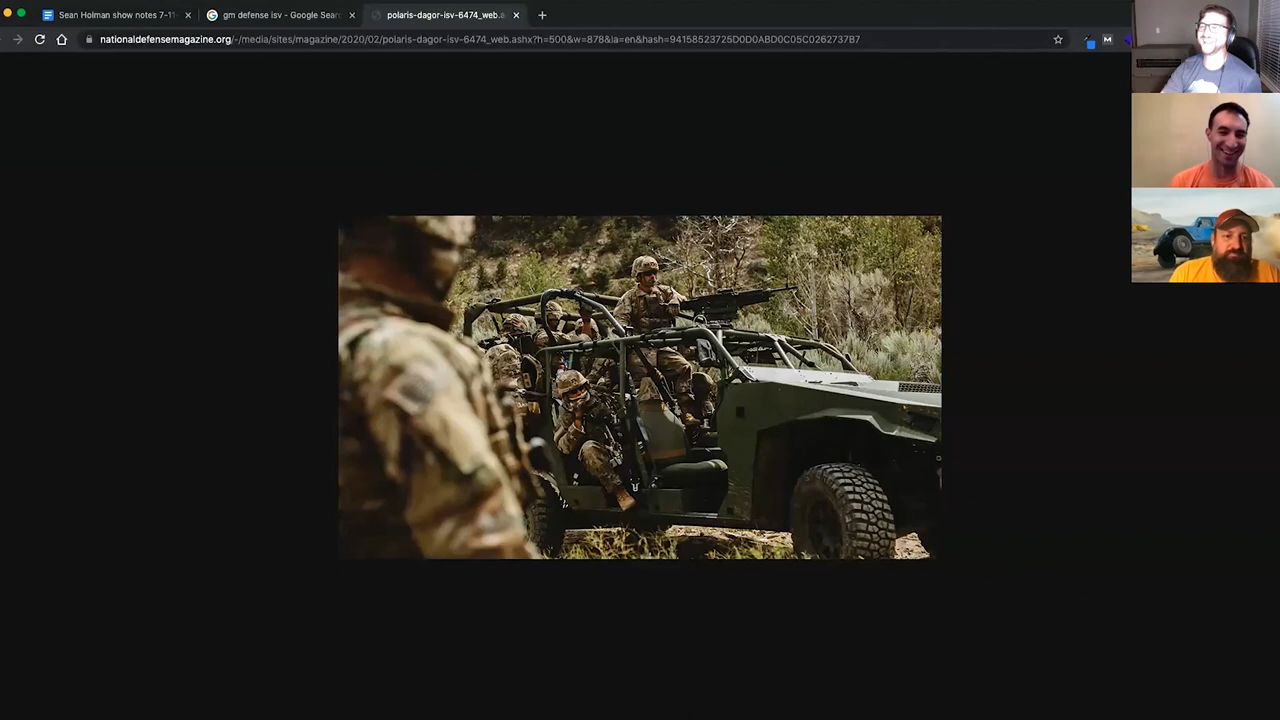 Sean Holman show notes 7-11
gm defense isv - Google Sear
polaris-dagor-isv-6474_web.a
nationaldefensemagazine.org/-/media/sites/magazine/2020/02/polaris-dagor-isv-6474_web.ashx?h=500&w=878&la=en&hash=94158523725D0D0ABD0C05C0262737B7
M